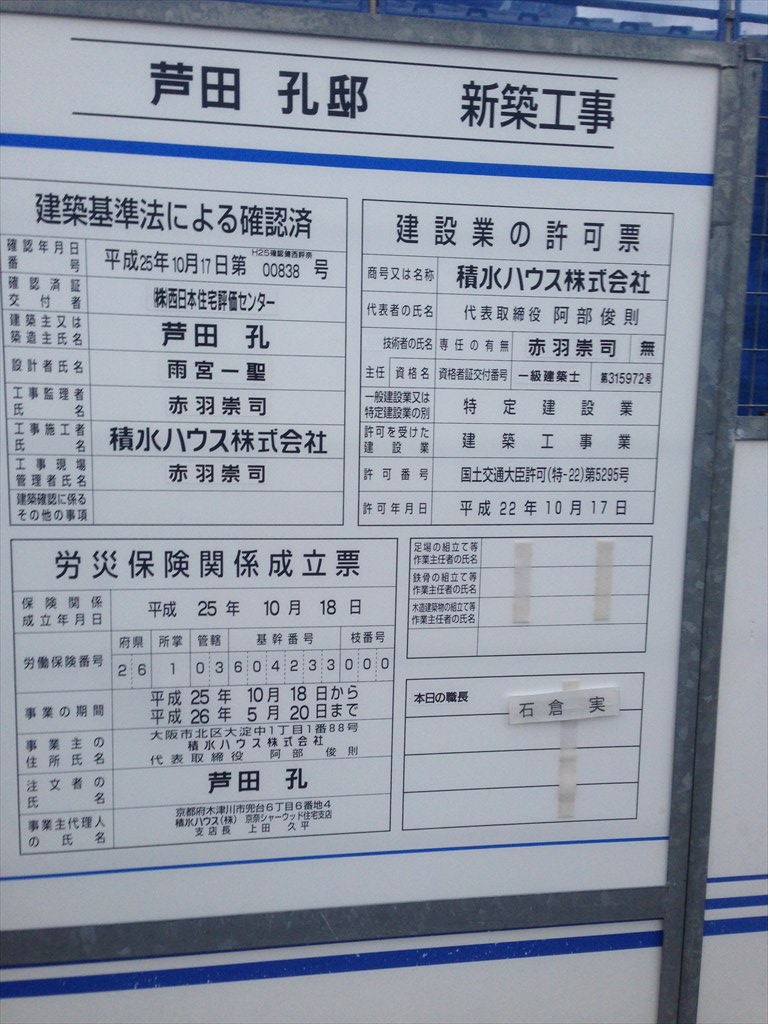 芦田 孔邸 新築工事
建築基準法による確認済
確認年月日 番号 平成25年10月17日第 H25確認建西評奈 00838 号
確認済証交付者 ㈱西日本住宅評価センター
建築主又は築造主氏名 芦田 孔
設計者氏名 雨宮一聖
工事監理者氏名 赤羽崇司
工事施工者氏名 積水ハウス株式会社
工事現場管理者氏名 赤羽崇司
建築確認に係るその他の事項
建設業の許可票
商号又は名称 積水ハウス株式会社
代表者の氏名 代表取締役 阿部俊則
技術者の氏名 専任の有無 赤羽崇司 無
主任 資格名 資格者証交付番号 一級建築士 第315972号
一般建設業又は特定建設業の別 特定建設業
許可を受けた建設業 建築工事業
許可番号 国土交通大臣許可(特-22)第5295号
許可年月日 平成22年10月17日
労災保険関係成立票
保険関係成立年月日 平成 25年 10月 18日
労働保険番号 府県 所掌 管轄 基幹番号 枝番号
26 1 03 604233 000
事業の期間 平成 25年 10月 18日から
平成 26年 5月 20日まで
事業主の住所氏名 大阪市北区大淀中1丁目1番88号
積水ハウス株式会社
代表取締役 阿部 俊則
注文者の氏名 芦田 孔
事業主代理人の氏名 京都府木津川市兜台6丁目6番地4
積水ハウス(株) 京奈シャーウッド住宅支店
支店長 上田 久平
足場の組立て等作業主任者の氏名
鉄骨の組立て等作業主任者の氏名
木造建築物の組立て等作業主任者の氏名
本日の職長
石倉 実